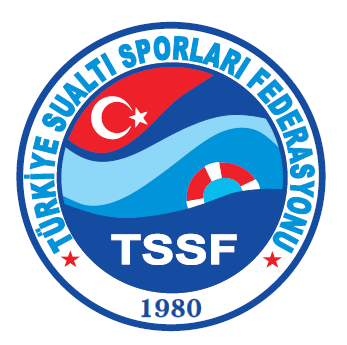 TÜRKİYE SUALTI SPORLARI FEDERASYONU
TSSF
1980